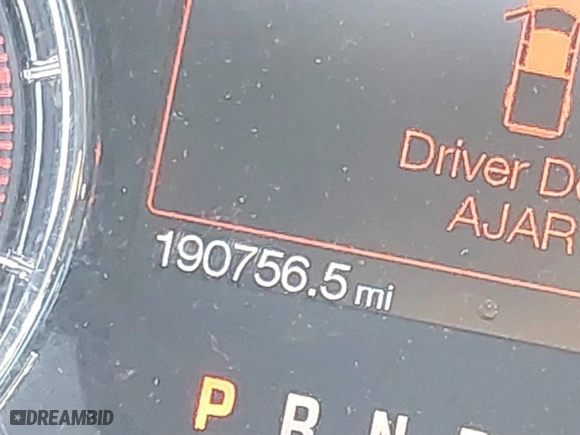 Driver
AJAR
190756.5 mi
P R N
DREAMBID